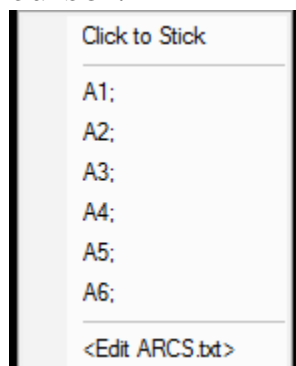 Click to Stick
A1;
A2;
A3;
A4;
A5;
A6;
<Edit ARCS.txt>